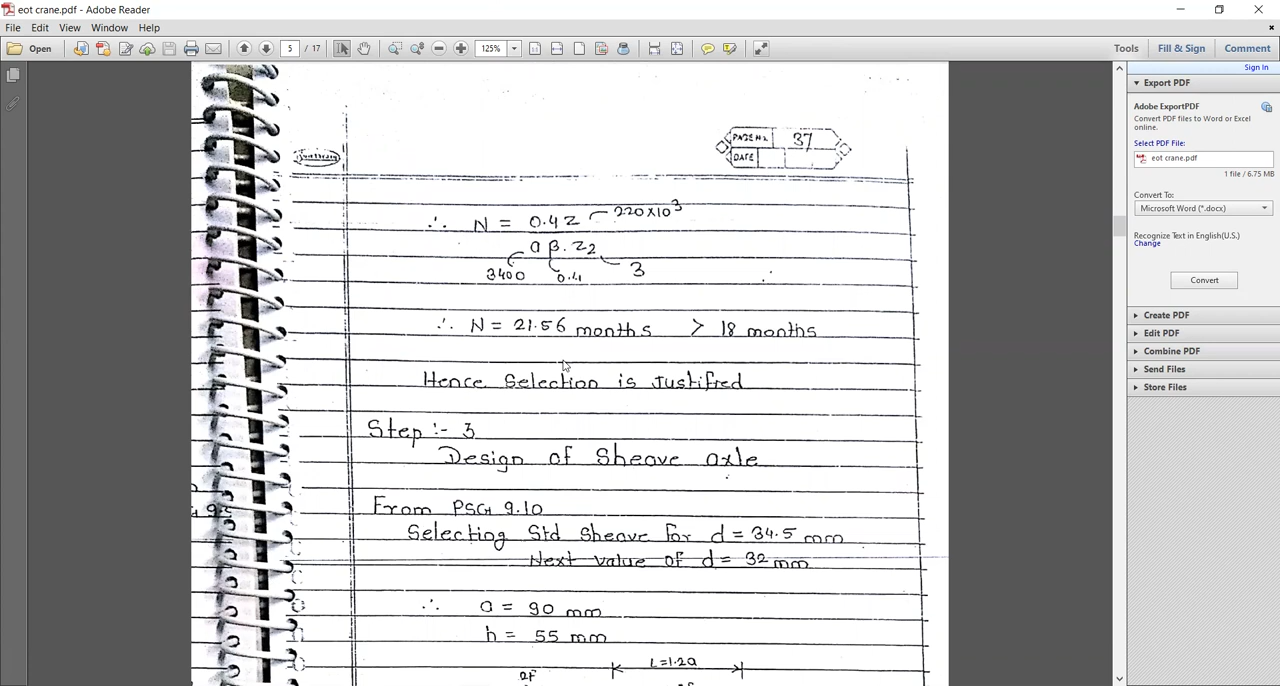 eot crane.pdf - Adobe Reader
File Edit View Window Help
Open 5 / 17 125% Tools Fill & Sign Comment
Sign In
Export PDF
Adobe ExportPDF
Convert PDF files to Word or Excel
online.
Select PDF File:
eot crane.pdf
1 file / 6.75 MB
Convert To:
Microsoft Word (*.docx)
Recognize Text in English(U.S.)
Change
Convert
Create PDF
Edit PDF
Combine PDF
Send Files
Store Files
PAGE No. 37
DATE
∴ N = 0.4Z 220×10³
a β. Z2
3400 0.4 3
∴ N = 21.56 months > 18 months
Hence Selection is Justified
Step :- 3
Design of Sheave axle
From PSG 9.10
Selecting Std Sheave for d = 34.5 mm
Next value of d = 32 mm
∴ a = 90 mm
h = 55 mm
2F L=1.2a